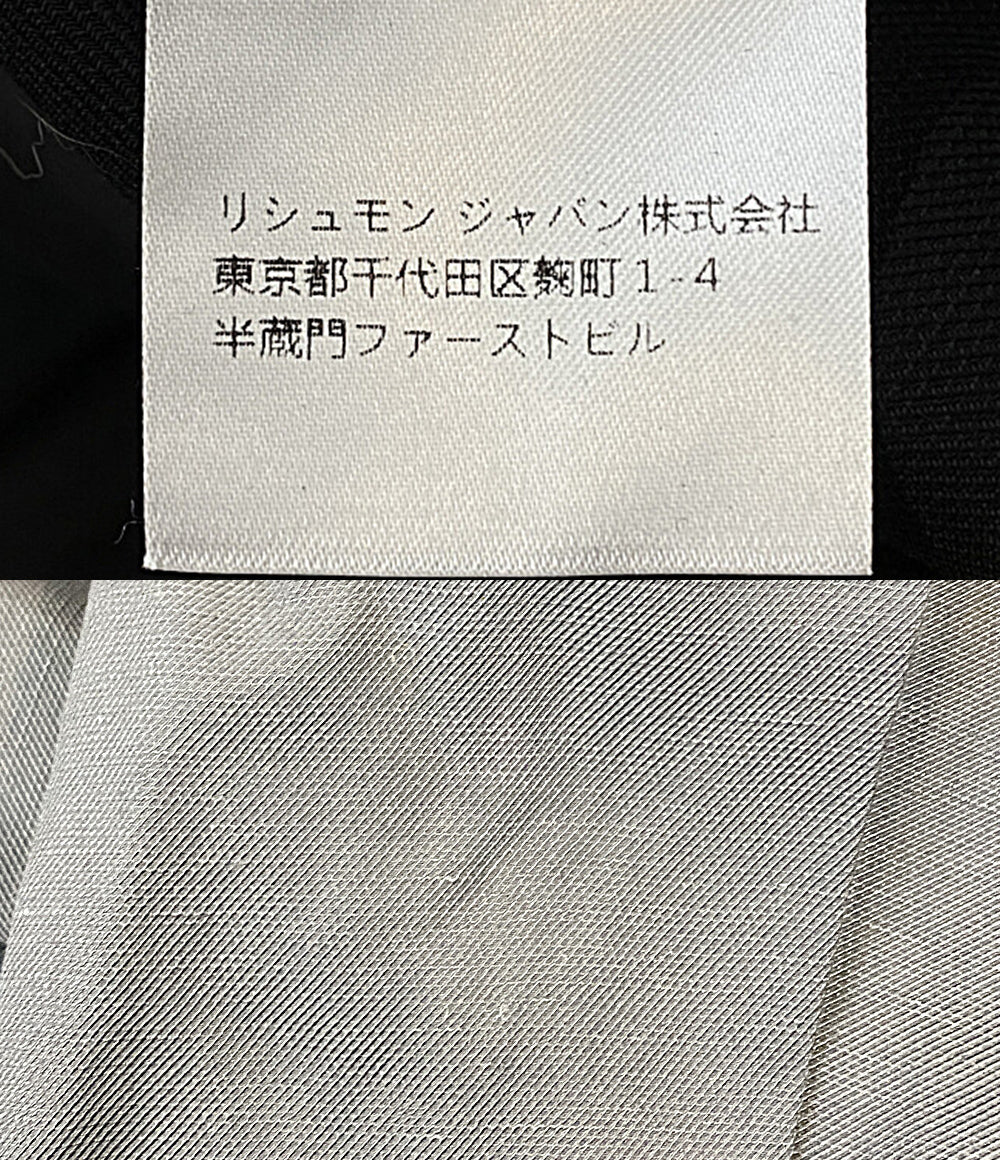 リシュモン ジャパン株式会社
東京都千代田区麴町1-4
半蔵門ファーストビル